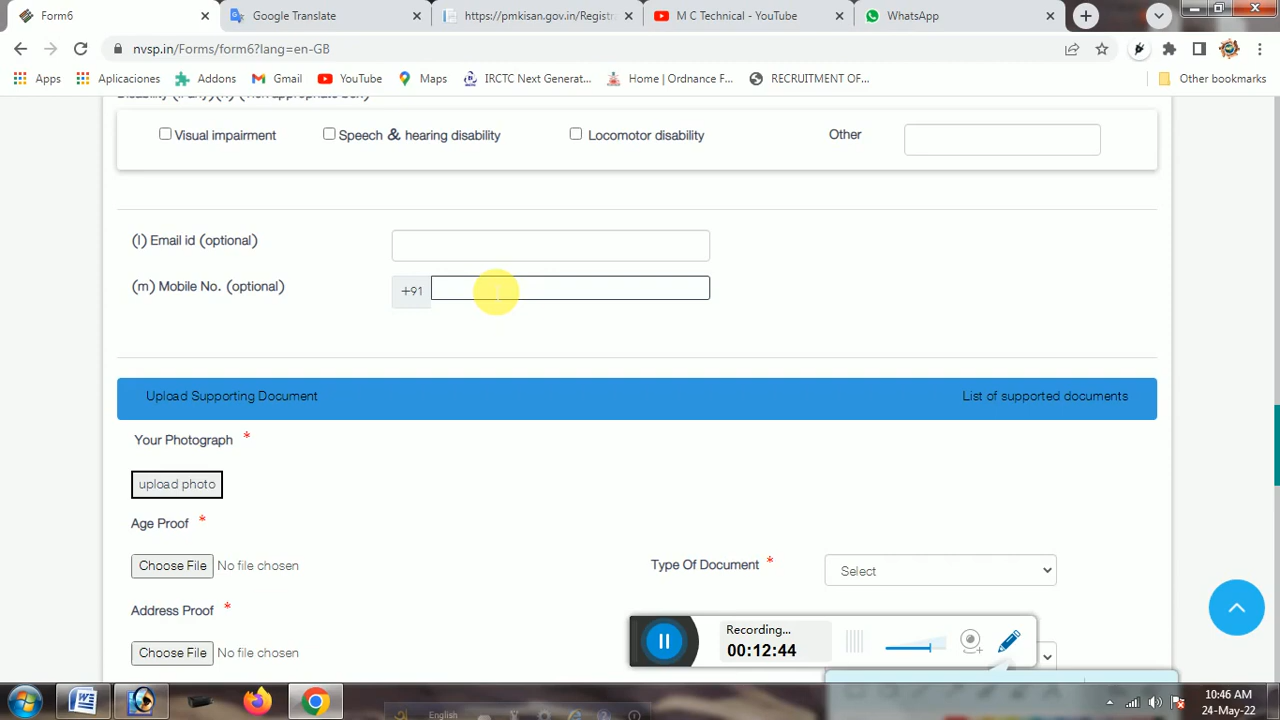 Form6
Google Translate
https://parkisan.gov.in/Registr
M C Technical - YouTube
WhatsApp
nvsp.in/Forms/form6?lang=en-GB
Apps
Aplicaciones
Addons
Gmail
YouTube
Maps
IRCTC Next Generat...
Home | Ordnance F...
RECRUITMENT OF...
Other bookmarks
Visual impairment
Speech & hearing disability
Locomotor disability
Other
(l) Email id (optional)
(m) Mobile No. (optional)
+91
Upload Supporting Document
List of supported documents
Your Photograph *
upload photo
Age Proof *
Choose File No file chosen
Type Of Document *
Select
Address Proof *
Choose File No file chosen
Recording...
00:12:44
English
10:46 AM
24-May-22